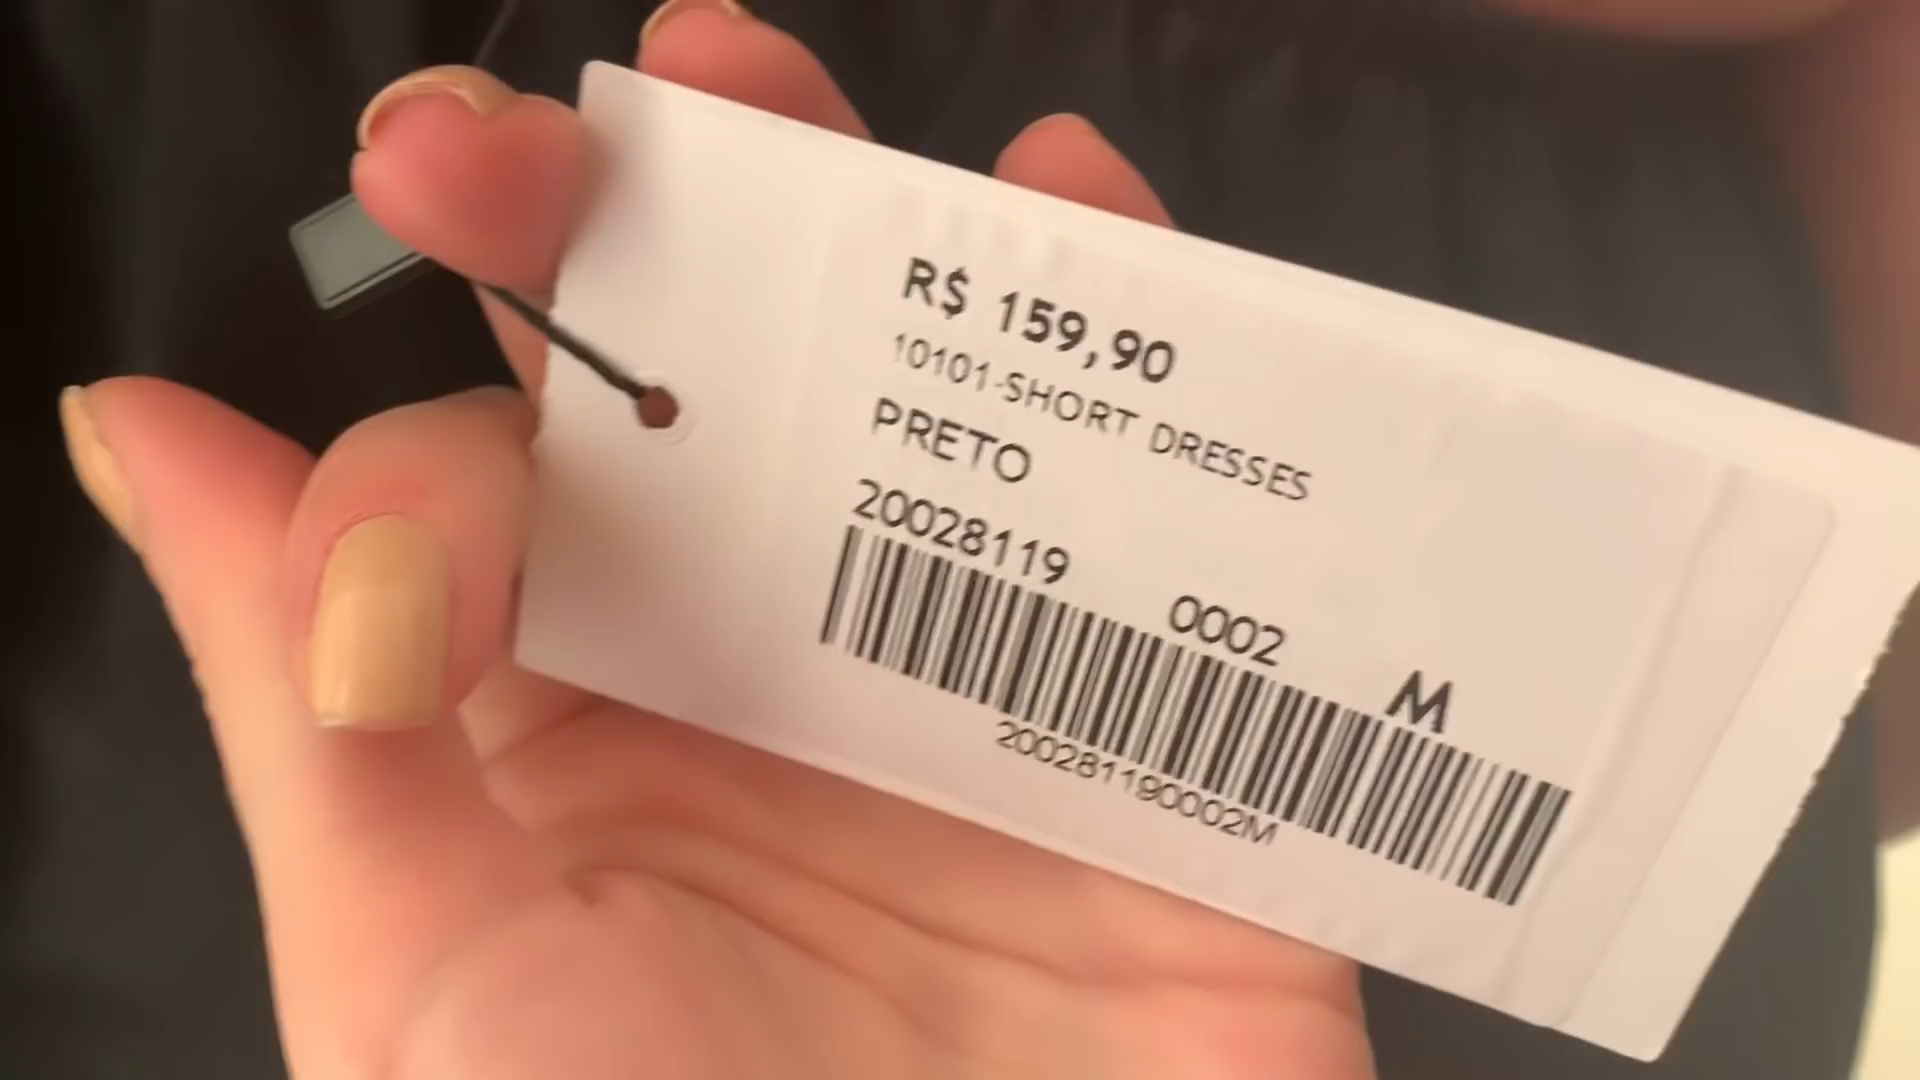 R$ 159,90
10101-SHORT DRESSES
PRETO
20028119 0002 M
200281190002M